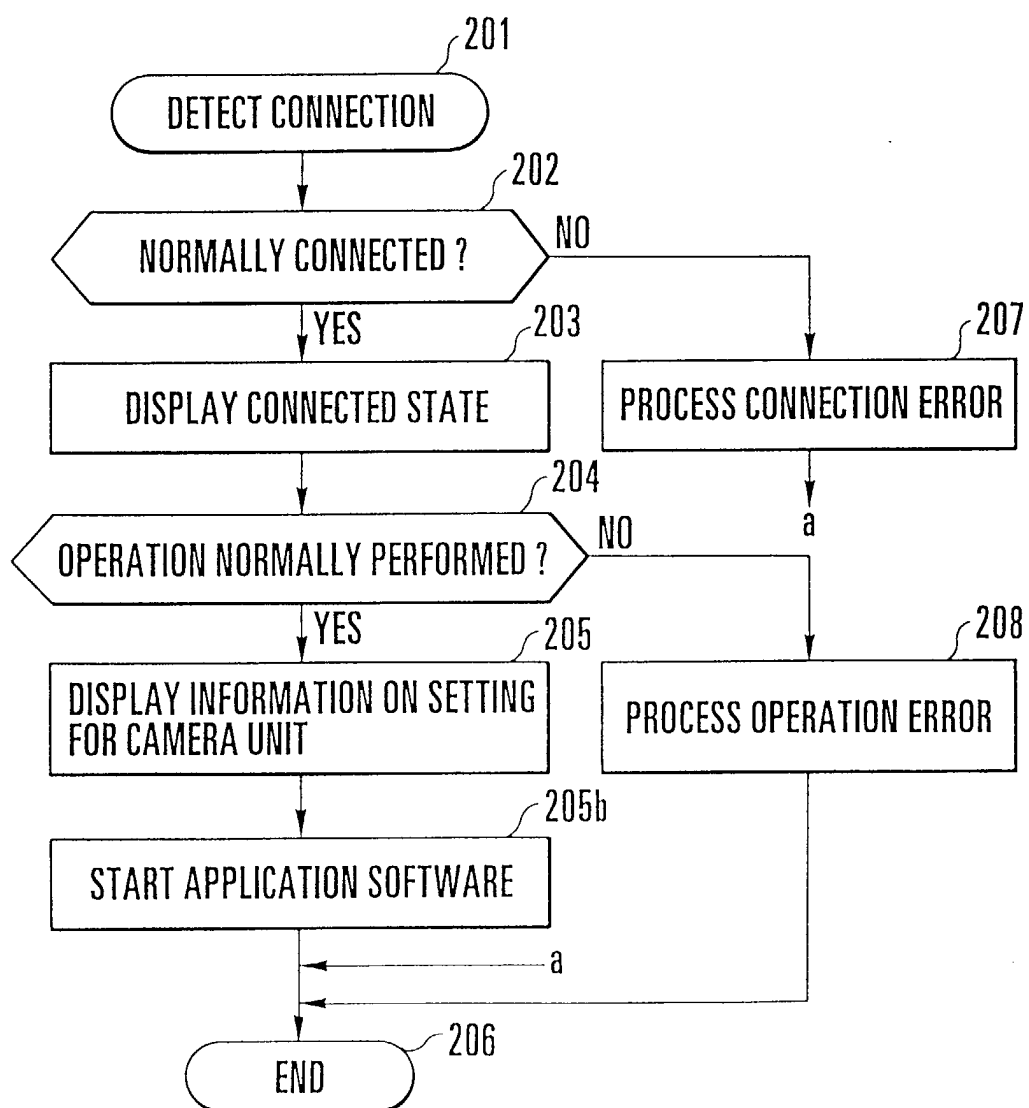 201
DETECT CONNECTION
202
NORMALLY CONNECTED ?
NO
YES
203
207
DISPLAY CONNECTED STATE
PROCESS CONNECTION ERROR
204
a
OPERATION NORMALLY PERFORMED ?
NO
YES
205
208
DISPLAY INFORMATION ON SETTING
FOR CAMERA UNIT
PROCESS OPERATION ERROR
205b
START APPLICATION SOFTWARE
a
206
END